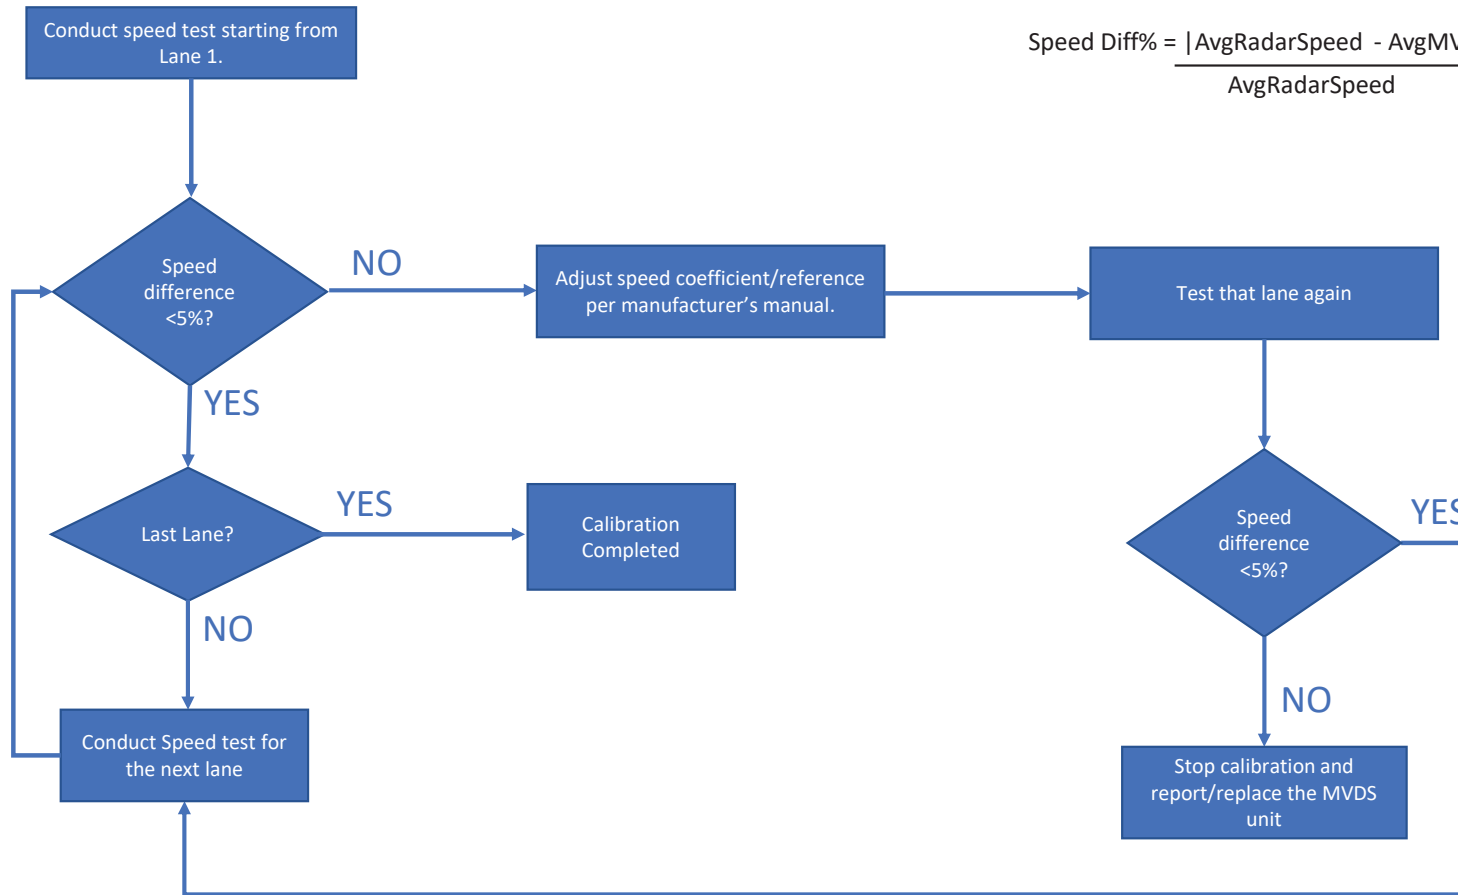 Conduct speed test starting from
Lane 1.
Speed Diff% = |AvgRadarSpeed - AvgMV
AvgRadarSpeed
Speed
difference
<5%?
NO
Adjust speed coefficient/reference
per manufacturer's manual.
Test that lane again
YES
Last Lane?
YES
Calibration
Completed
Speed
difference
<5%?
YES
NO
NO
Conduct Speed test for
the next lane
Stop calibration and
report/replace the MVDS
unit